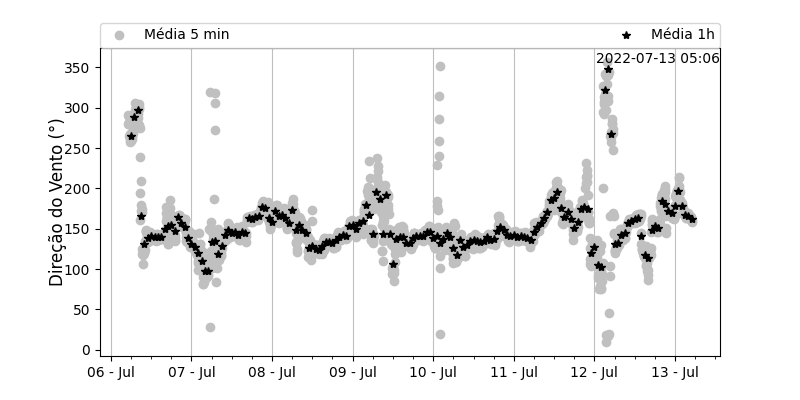 Média 5 min
Média 1h
2022-07-13 05:06
Direção do Vento (°)
350
300
250
200
150
100
50
0
06 - Jul
07 - Jul
08 - Jul
09 - Jul
10 - Jul
11 - Jul
12 - Jul
13 - Jul